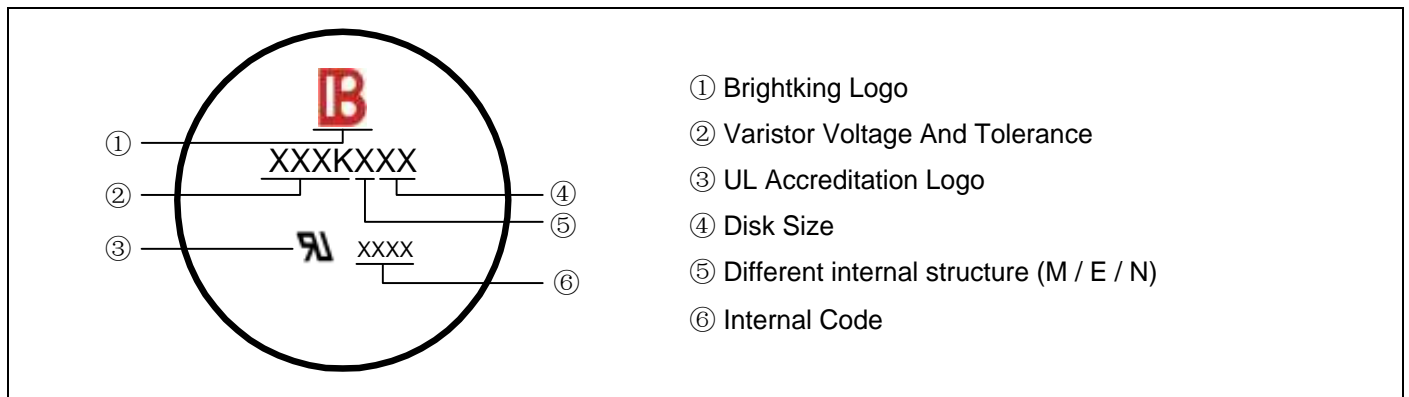 B
①
XXXKXXX
②
④
⑤
③
XXXX
⑥
① Brightking Logo
② Varistor Voltage And Tolerance
③ UL Accreditation Logo
④ Disk Size
⑤ Different internal structure (M / E / N)
⑥ Internal Code